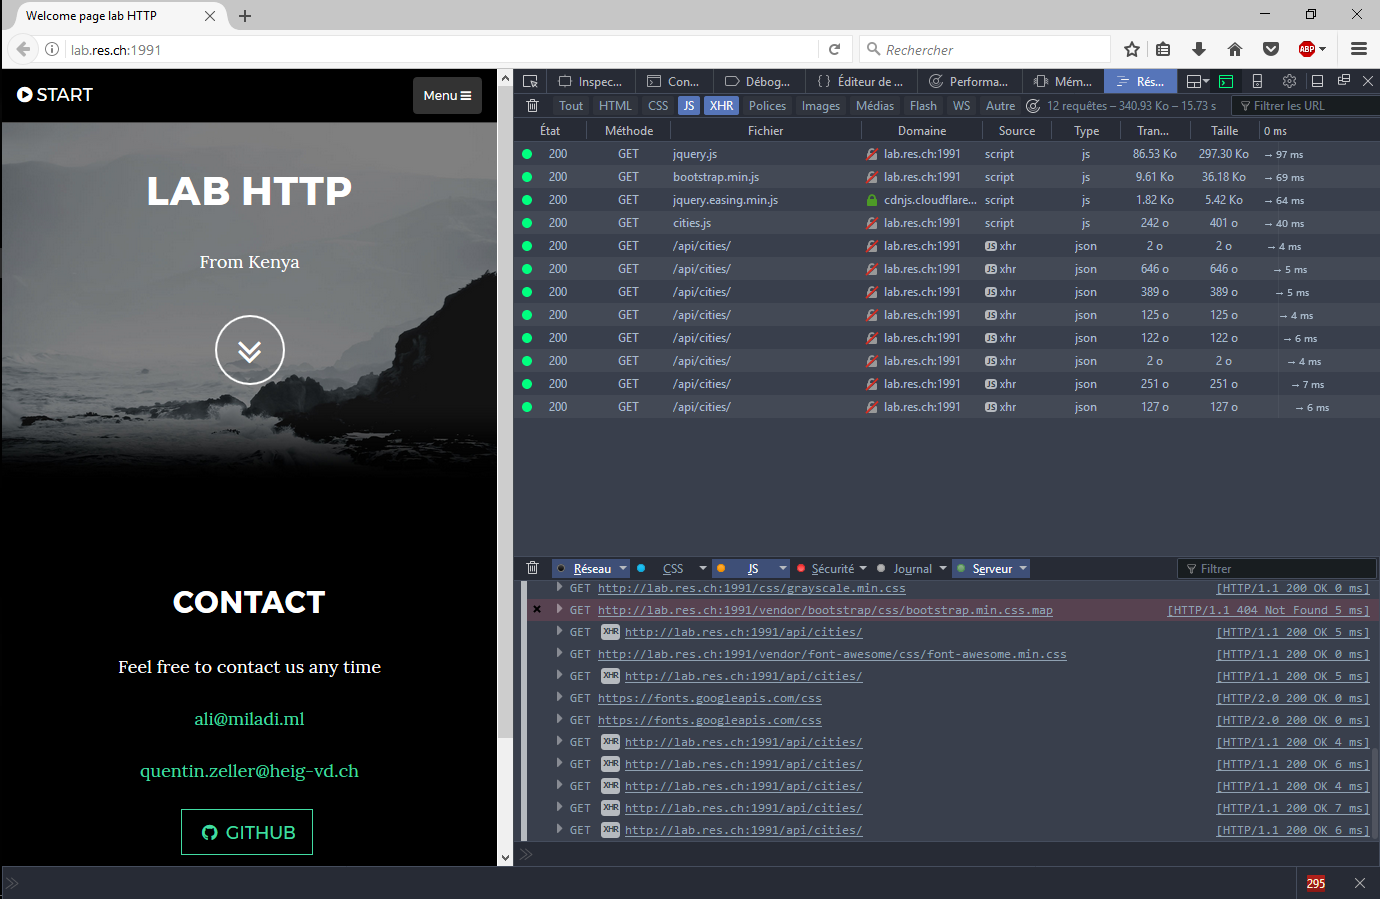 Welcome page lab HTTP
lab.res.ch:1991
Rechercher
ABP
START
Menu
LAB HTTP
From Kenya
CONTACT
Feel free to contact us any time
ali@miladi.ml
quentin.zeller@heig-vd.ch
GITHUB
Inspec... Con... Débog... Éditeur de ... Performa... Mém... Rés...
Tout HTML CSS JS XHR Polices Images Médias Flash WS Autre 12 requêtes – 340.93 Ko – 15.73 s Filtrer les URL
État Méthode Fichier Domaine Source Type Tran... Taille 0 ms
200 GET jquery.js lab.res.ch:1991 script js 86.53 Ko 297.30 Ko → 97 ms
200 GET bootstrap.min.js lab.res.ch:1991 script js 9.61 Ko 36.18 Ko → 69 ms
200 GET jquery.easing.min.js cdnjs.cloudflare... script js 1.82 Ko 5.42 Ko → 64 ms
200 GET cities.js lab.res.ch:1991 script js 242 o 401 o → 40 ms
200 GET /api/cities/ lab.res.ch:1991 JS xhr json 2 o 2 o → 4 ms
200 GET /api/cities/ lab.res.ch:1991 JS xhr json 646 o 646 o → 5 ms
200 GET /api/cities/ lab.res.ch:1991 JS xhr json 389 o 389 o → 5 ms
200 GET /api/cities/ lab.res.ch:1991 JS xhr json 125 o 125 o → 4 ms
200 GET /api/cities/ lab.res.ch:1991 JS xhr json 122 o 122 o → 6 ms
200 GET /api/cities/ lab.res.ch:1991 JS xhr json 2 o 2 o → 4 ms
200 GET /api/cities/ lab.res.ch:1991 JS xhr json 251 o 251 o → 7 ms
200 GET /api/cities/ lab.res.ch:1991 JS xhr json 127 o 127 o → 6 ms
Réseau CSS JS Sécurité Journal Serveur Filtrer
GET http://lab.res.ch:1991/css/grayscale.min.css [HTTP/1.1 200 OK 0 ms]
GET http://lab.res.ch:1991/vendor/bootstrap/css/bootstrap.min.css.map [HTTP/1.1 404 Not Found 5 ms]
GET XHR http://lab.res.ch:1991/api/cities/ [HTTP/1.1 200 OK 5 ms]
GET http://lab.res.ch:1991/vendor/font-awesome/css/font-awesome.min.css [HTTP/1.1 200 OK 0 ms]
GET XHR http://lab.res.ch:1991/api/cities/ [HTTP/1.1 200 OK 5 ms]
GET https://fonts.googleapis.com/css [HTTP/2.0 200 OK 0 ms]
GET https://fonts.googleapis.com/css [HTTP/2.0 200 OK 0 ms]
GET XHR http://lab.res.ch:1991/api/cities/ [HTTP/1.1 200 OK 4 ms]
GET XHR http://lab.res.ch:1991/api/cities/ [HTTP/1.1 200 OK 6 ms]
GET XHR http://lab.res.ch:1991/api/cities/ [HTTP/1.1 200 OK 4 ms]
GET XHR http://lab.res.ch:1991/api/cities/ [HTTP/1.1 200 OK 7 ms]
GET XHR http://lab.res.ch:1991/api/cities/ [HTTP/1.1 200 OK 6 ms]
295